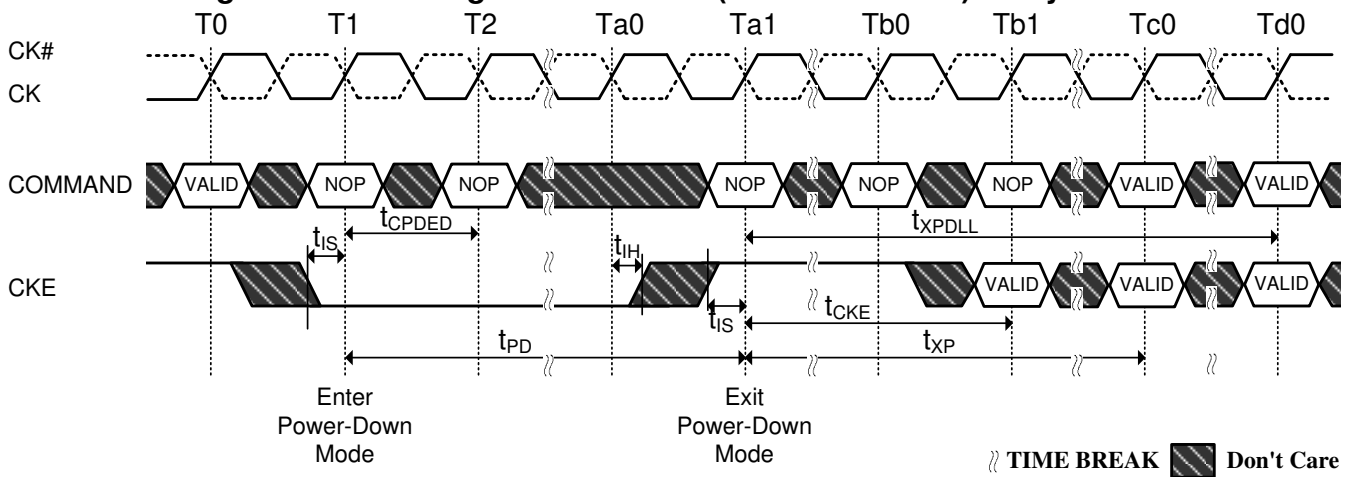 T0 T1 T2 Ta0 Ta1 Tb0 Tb1 Tc0 Td0
CK#
CK
COMMAND VALID NOP NOP NOP NOP NOP VALID VALID
tCPDED tXPDLL
tIS tIH
CKE VALID VALID VALID
tIS tCKE
tPD tXP
Enter
Power-Down
Mode
Exit
Power-Down
Mode
TIME BREAK Don't Care